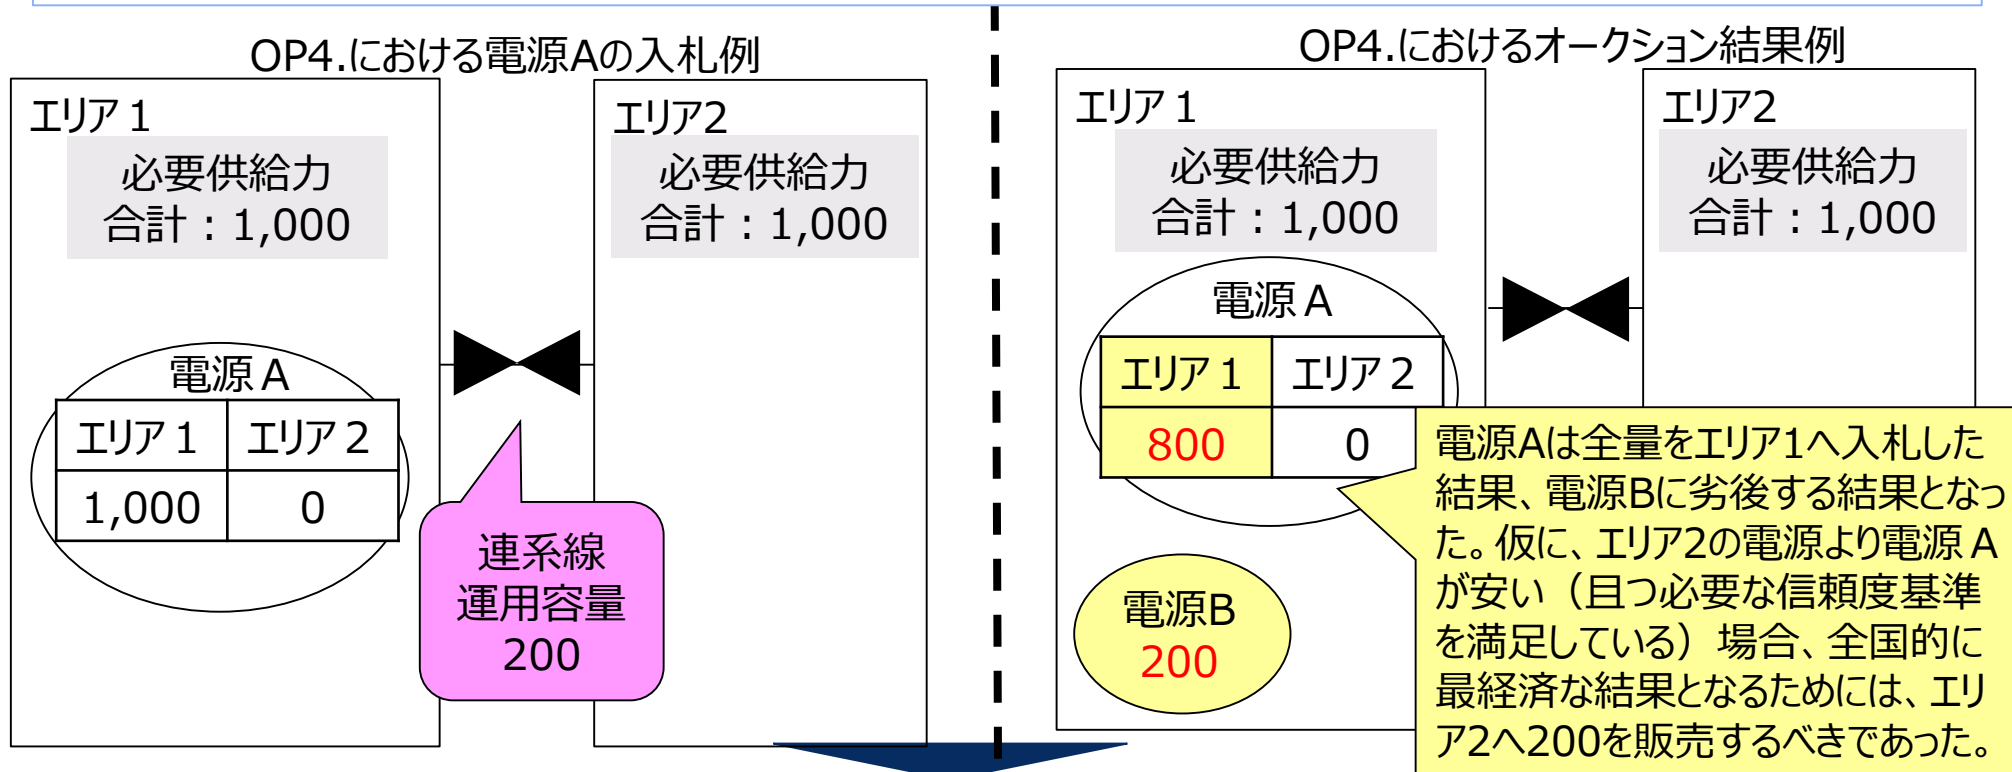 OP4.における電源Aの入札例
エリア1
必要供給力
合計：1,000
エリア2
必要供給力
合計：1,000
電源A
エリア1 エリア2
1,000 0
連系線
運用容量
200
OP4.におけるオークション結果例
エリア1
必要供給力
合計：1,000
エリア2
必要供給力
合計：1,000
電源A
エリア1 エリア2
800 0
電源B
200
電源Aは全量をエリア1へ入札した
結果、電源Bに劣後する結果となっ
た。仮に、エリア2の電源より電源A
が安い（且つ必要な信頼度基準
を満足している）場合、全国的に
最経済な結果となるためには、エリ
ア2へ200を販売するべきであった。